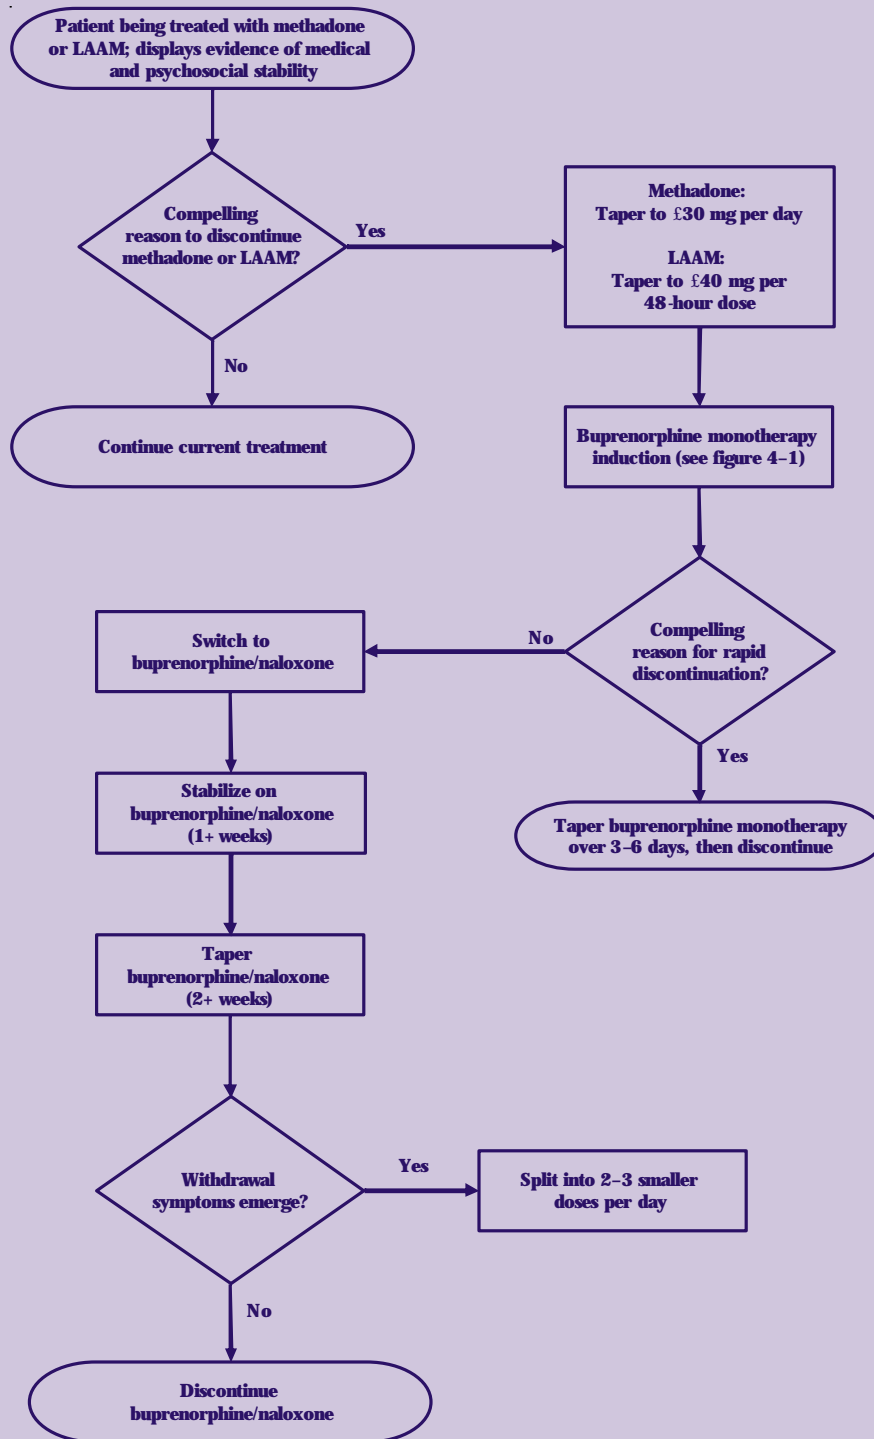 Patient being treated with methadone
or LAAM; displays evidence of medical
and psychosocial stability
Compelling
reason to discontinue
methadone or LAAM?
Yes
Methadone:
Taper to £30 mg per day
LAAM:
Taper to £40 mg per
48-hour dose
No
Continue current treatment
Buprenorphine monotherapy
induction (see figure 4–1)
Compelling
reason for rapid
discontinuation?
No
Switch to
buprenorphine/naloxone
Yes
Taper buprenorphine monotherapy
over 3–6 days, then discontinue
Stabilize on
buprenorphine/naloxone
(1+ weeks)
Taper
buprenorphine/naloxone
(2+ weeks)
Withdrawal
symptoms emerge?
Yes
Split into 2–3 smaller
doses per day
No
Discontinue
buprenorphine/naloxone